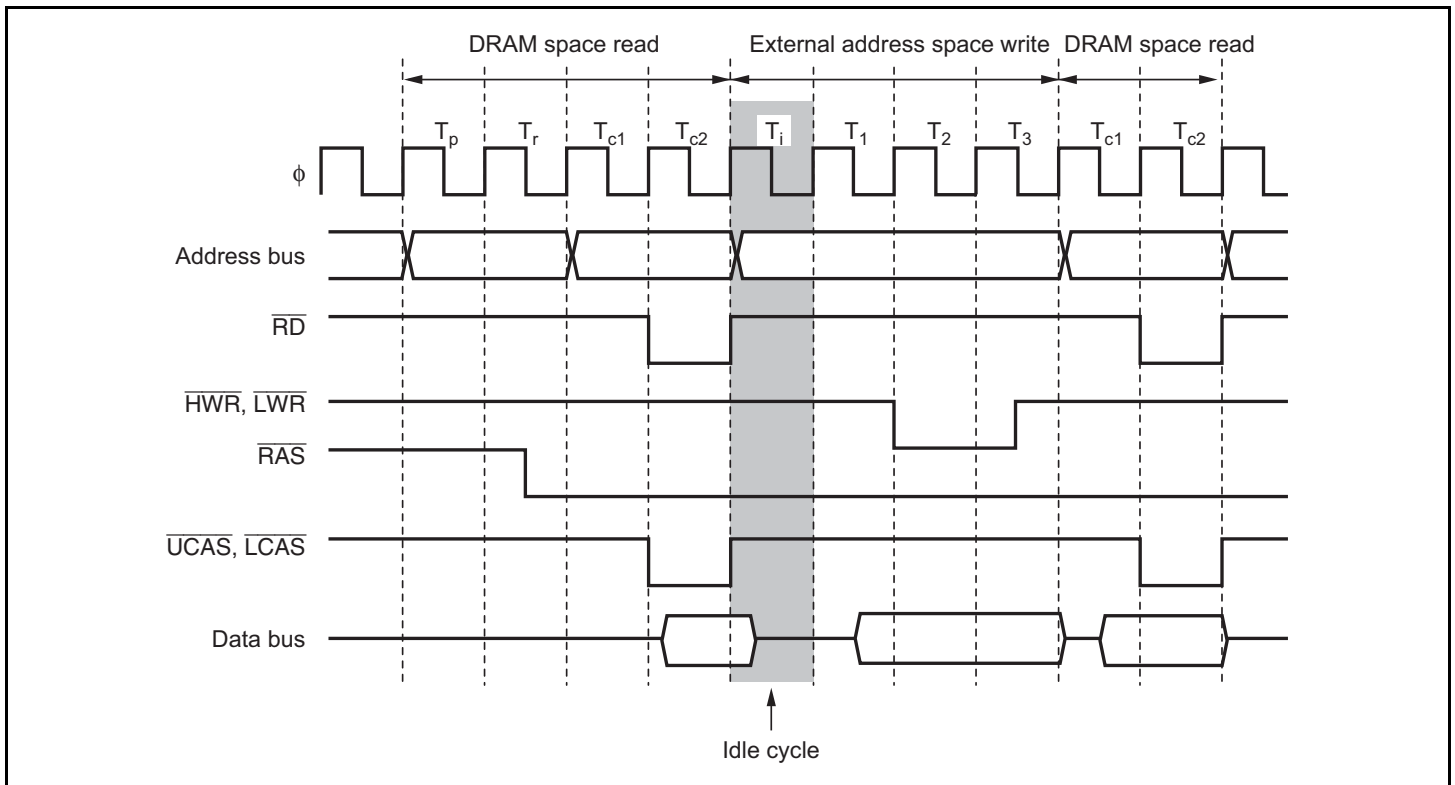 DRAM space read External address space write DRAM space read
Tp Tr Tc1 Tc2 Ti T1 T2 T3 Tc1 Tc2
ϕ
Address bus
RD
HWR, LWR
RAS
UCAS, LCAS
Data bus
Idle cycle